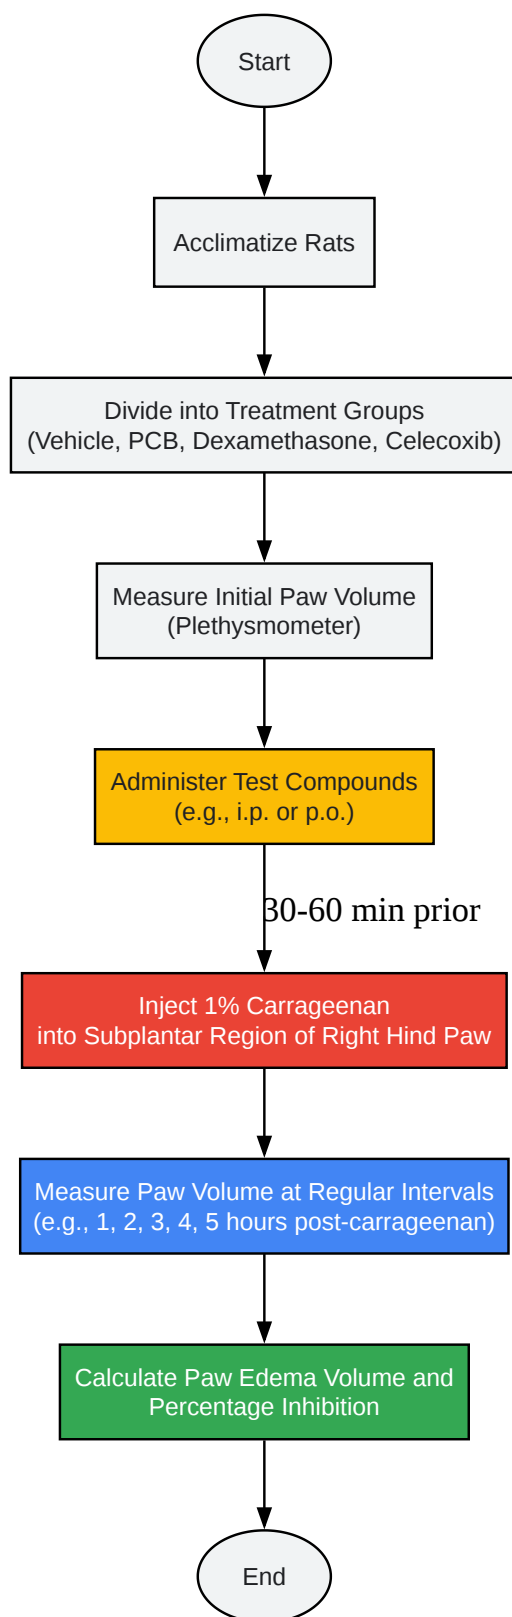 Start
Acclimatize Rats
Divide into Treatment Groups
(Vehicle, PCB, Dexamethasone, Celecoxib)
Measure Initial Paw Volume
(Plethysmometer)
Administer Test Compounds
(e.g., i.p. or p.o.)
30-60 min prior
Inject 1% Carrageenan
into Subplantar Region of Right Hind Paw
Measure Paw Volume at Regular Intervals
(e.g., 1, 2, 3, 4, 5 hours post-carrageenan)
Calculate Paw Edema Volume and
Percentage Inhibition
End